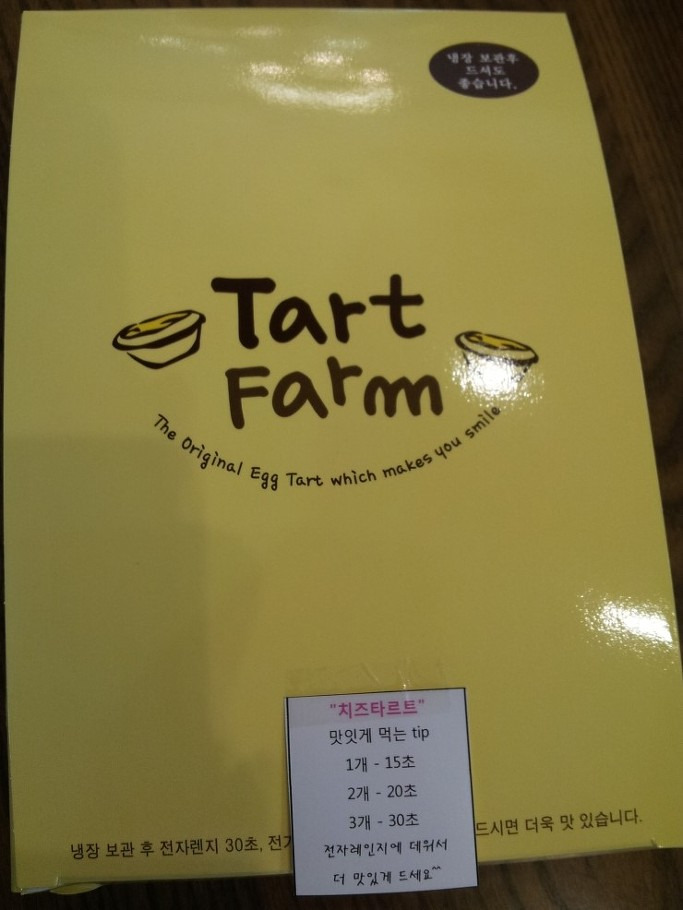 냉장 보관후
드셔도
좋습니다.
Tart
Farm
The Original Egg Tart which makes you smile
"치즈타르트"
맛잇게 먹는 tip
1개 - 15초
2개 - 20초
3개 - 30초
전자레인지에 데워서
더 맛있게 드세요^^
냉장 보관 후 전자렌지 30초, 전기 드시면 더욱 맛 있습니다.